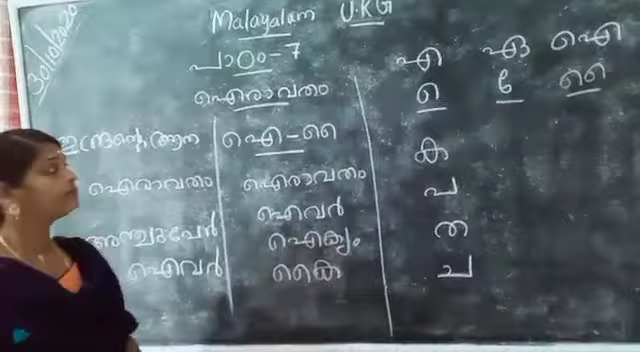 30/10/2020
Malayalam U.K.G
പാഠം-7
ഐരാവതം
ഇന്ദ്രന്റെ ആന
ഐരാവതം
അഞ്ചുപേർ
ഐവർ
ഐ-ൈ
ഐരാവതം
ഐവർ
ഐക്യം
കൈ
എ ഏ ഐ
െ േ ൈ
ക
പ
ത
ച